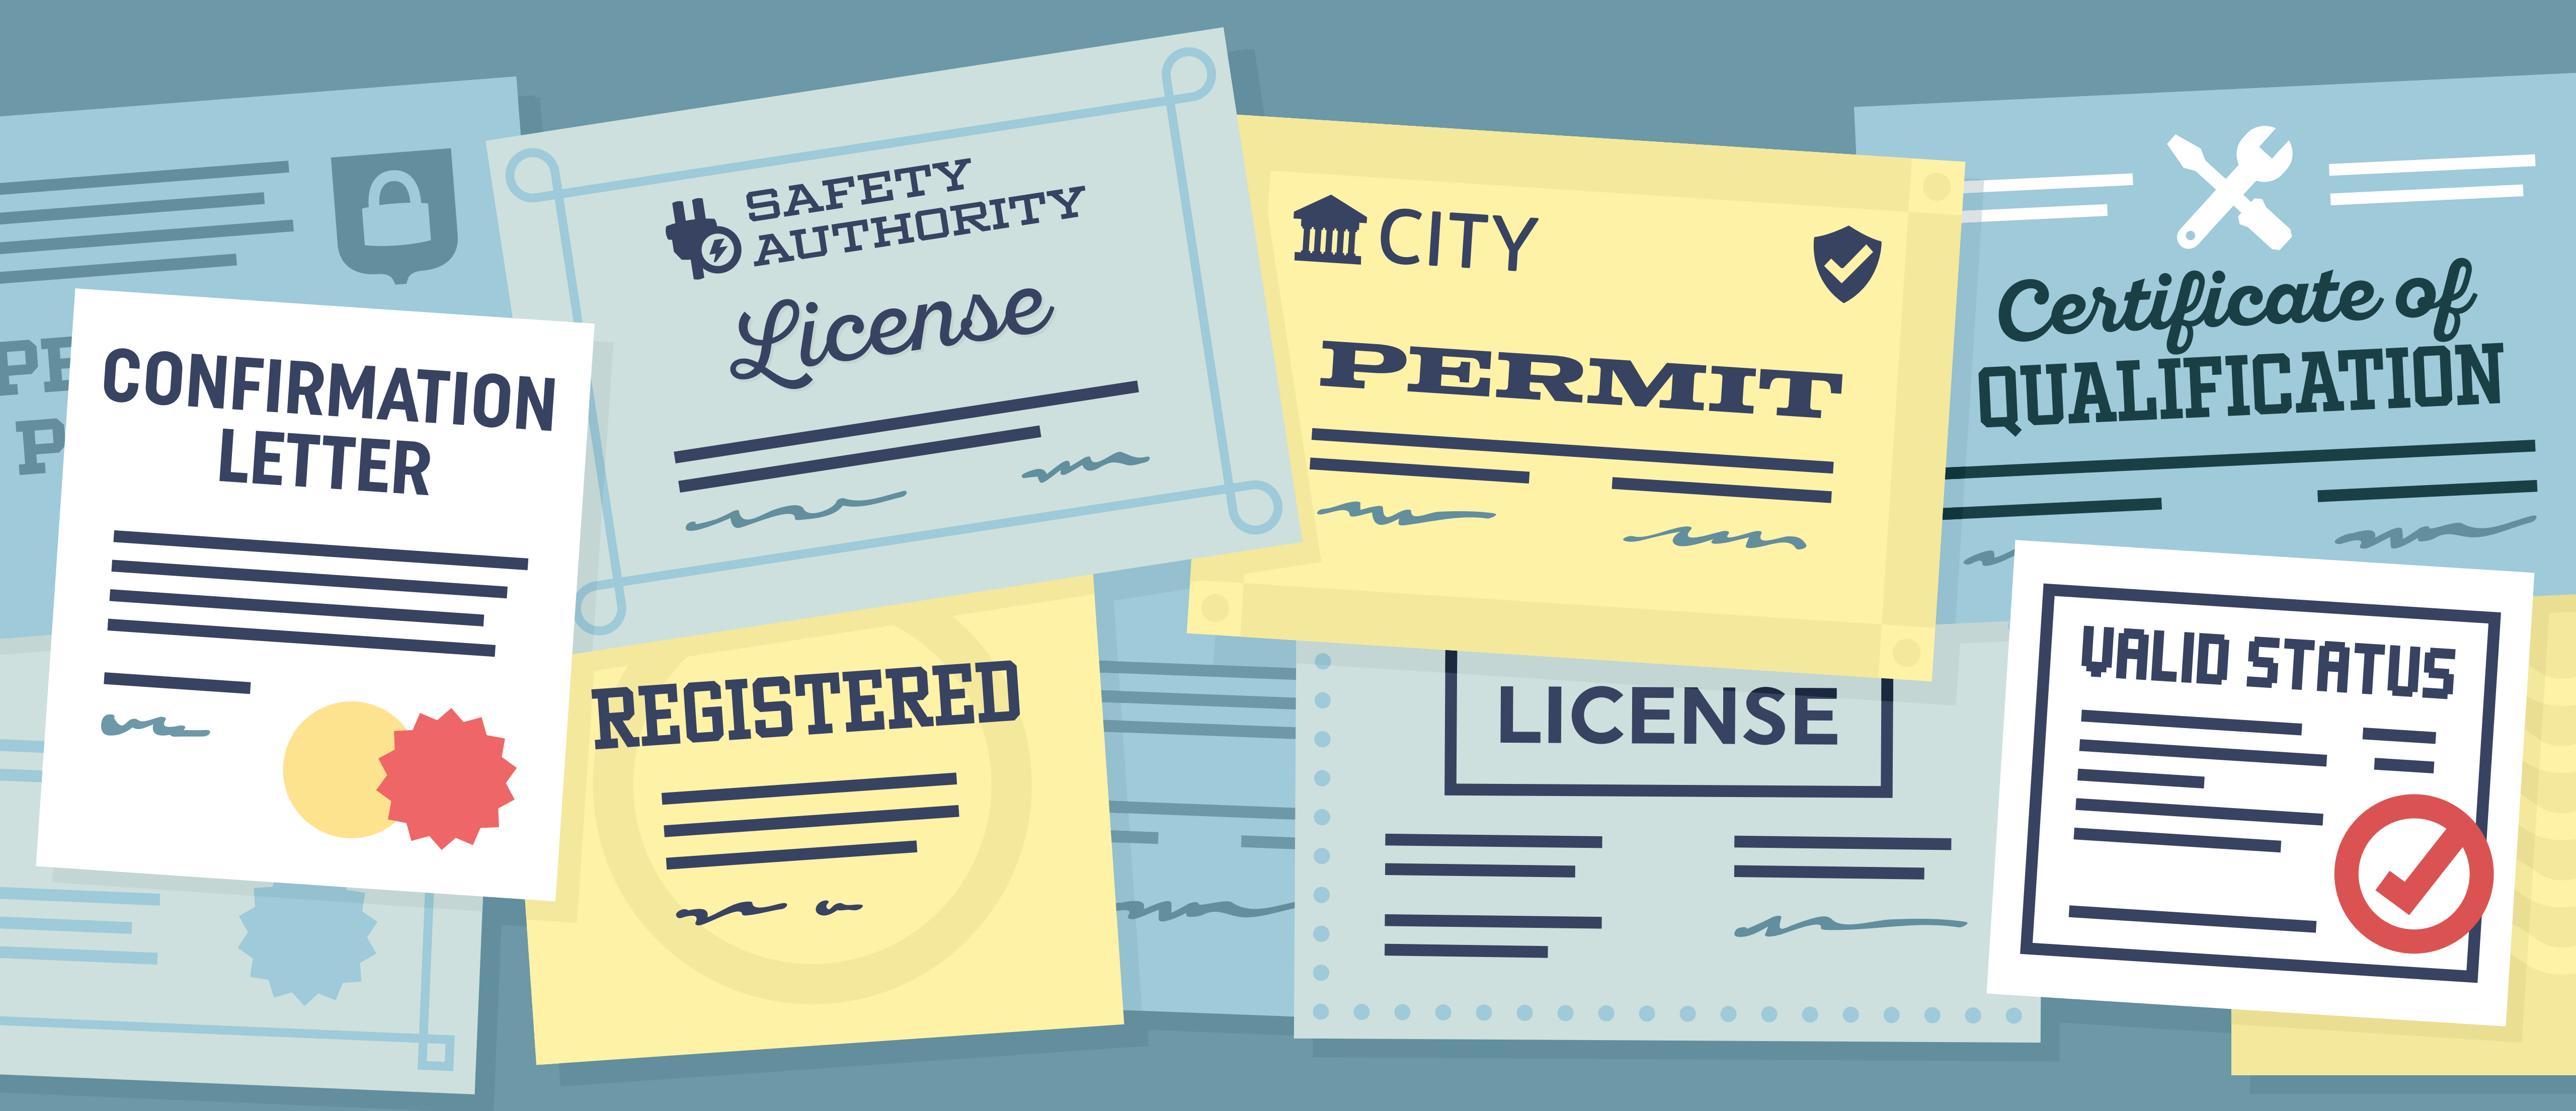 CONFIRMATION
LETTER
SAFETY
AUTHORITY
License
CITY
PERMIT
Certificate of
QUALIFICATION
REGISTERED
LICENSE
VALID STATUS